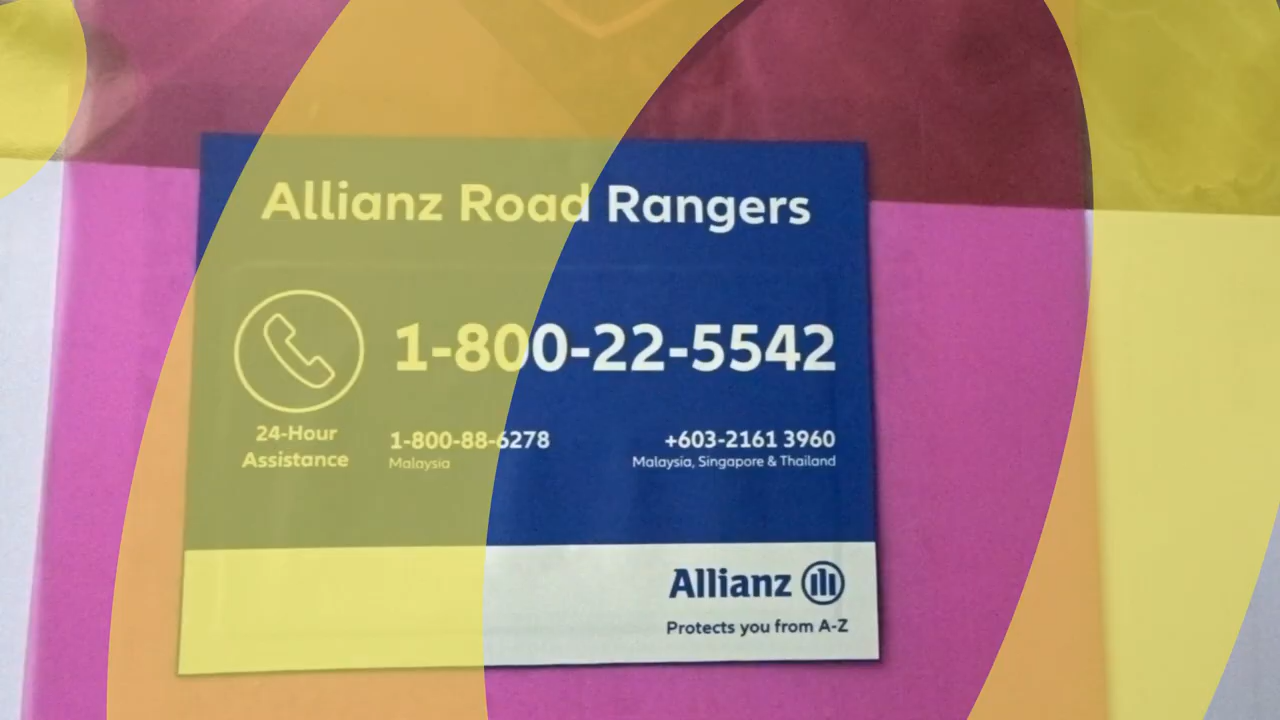 Allianz Road Rangers
1-800-22-5542
24-Hour
Assistance
1-800-88-6278
Malaysia
+603-2161 3960
Malaysia, Singapore & Thailand
Allianz
Protects you from A-Z